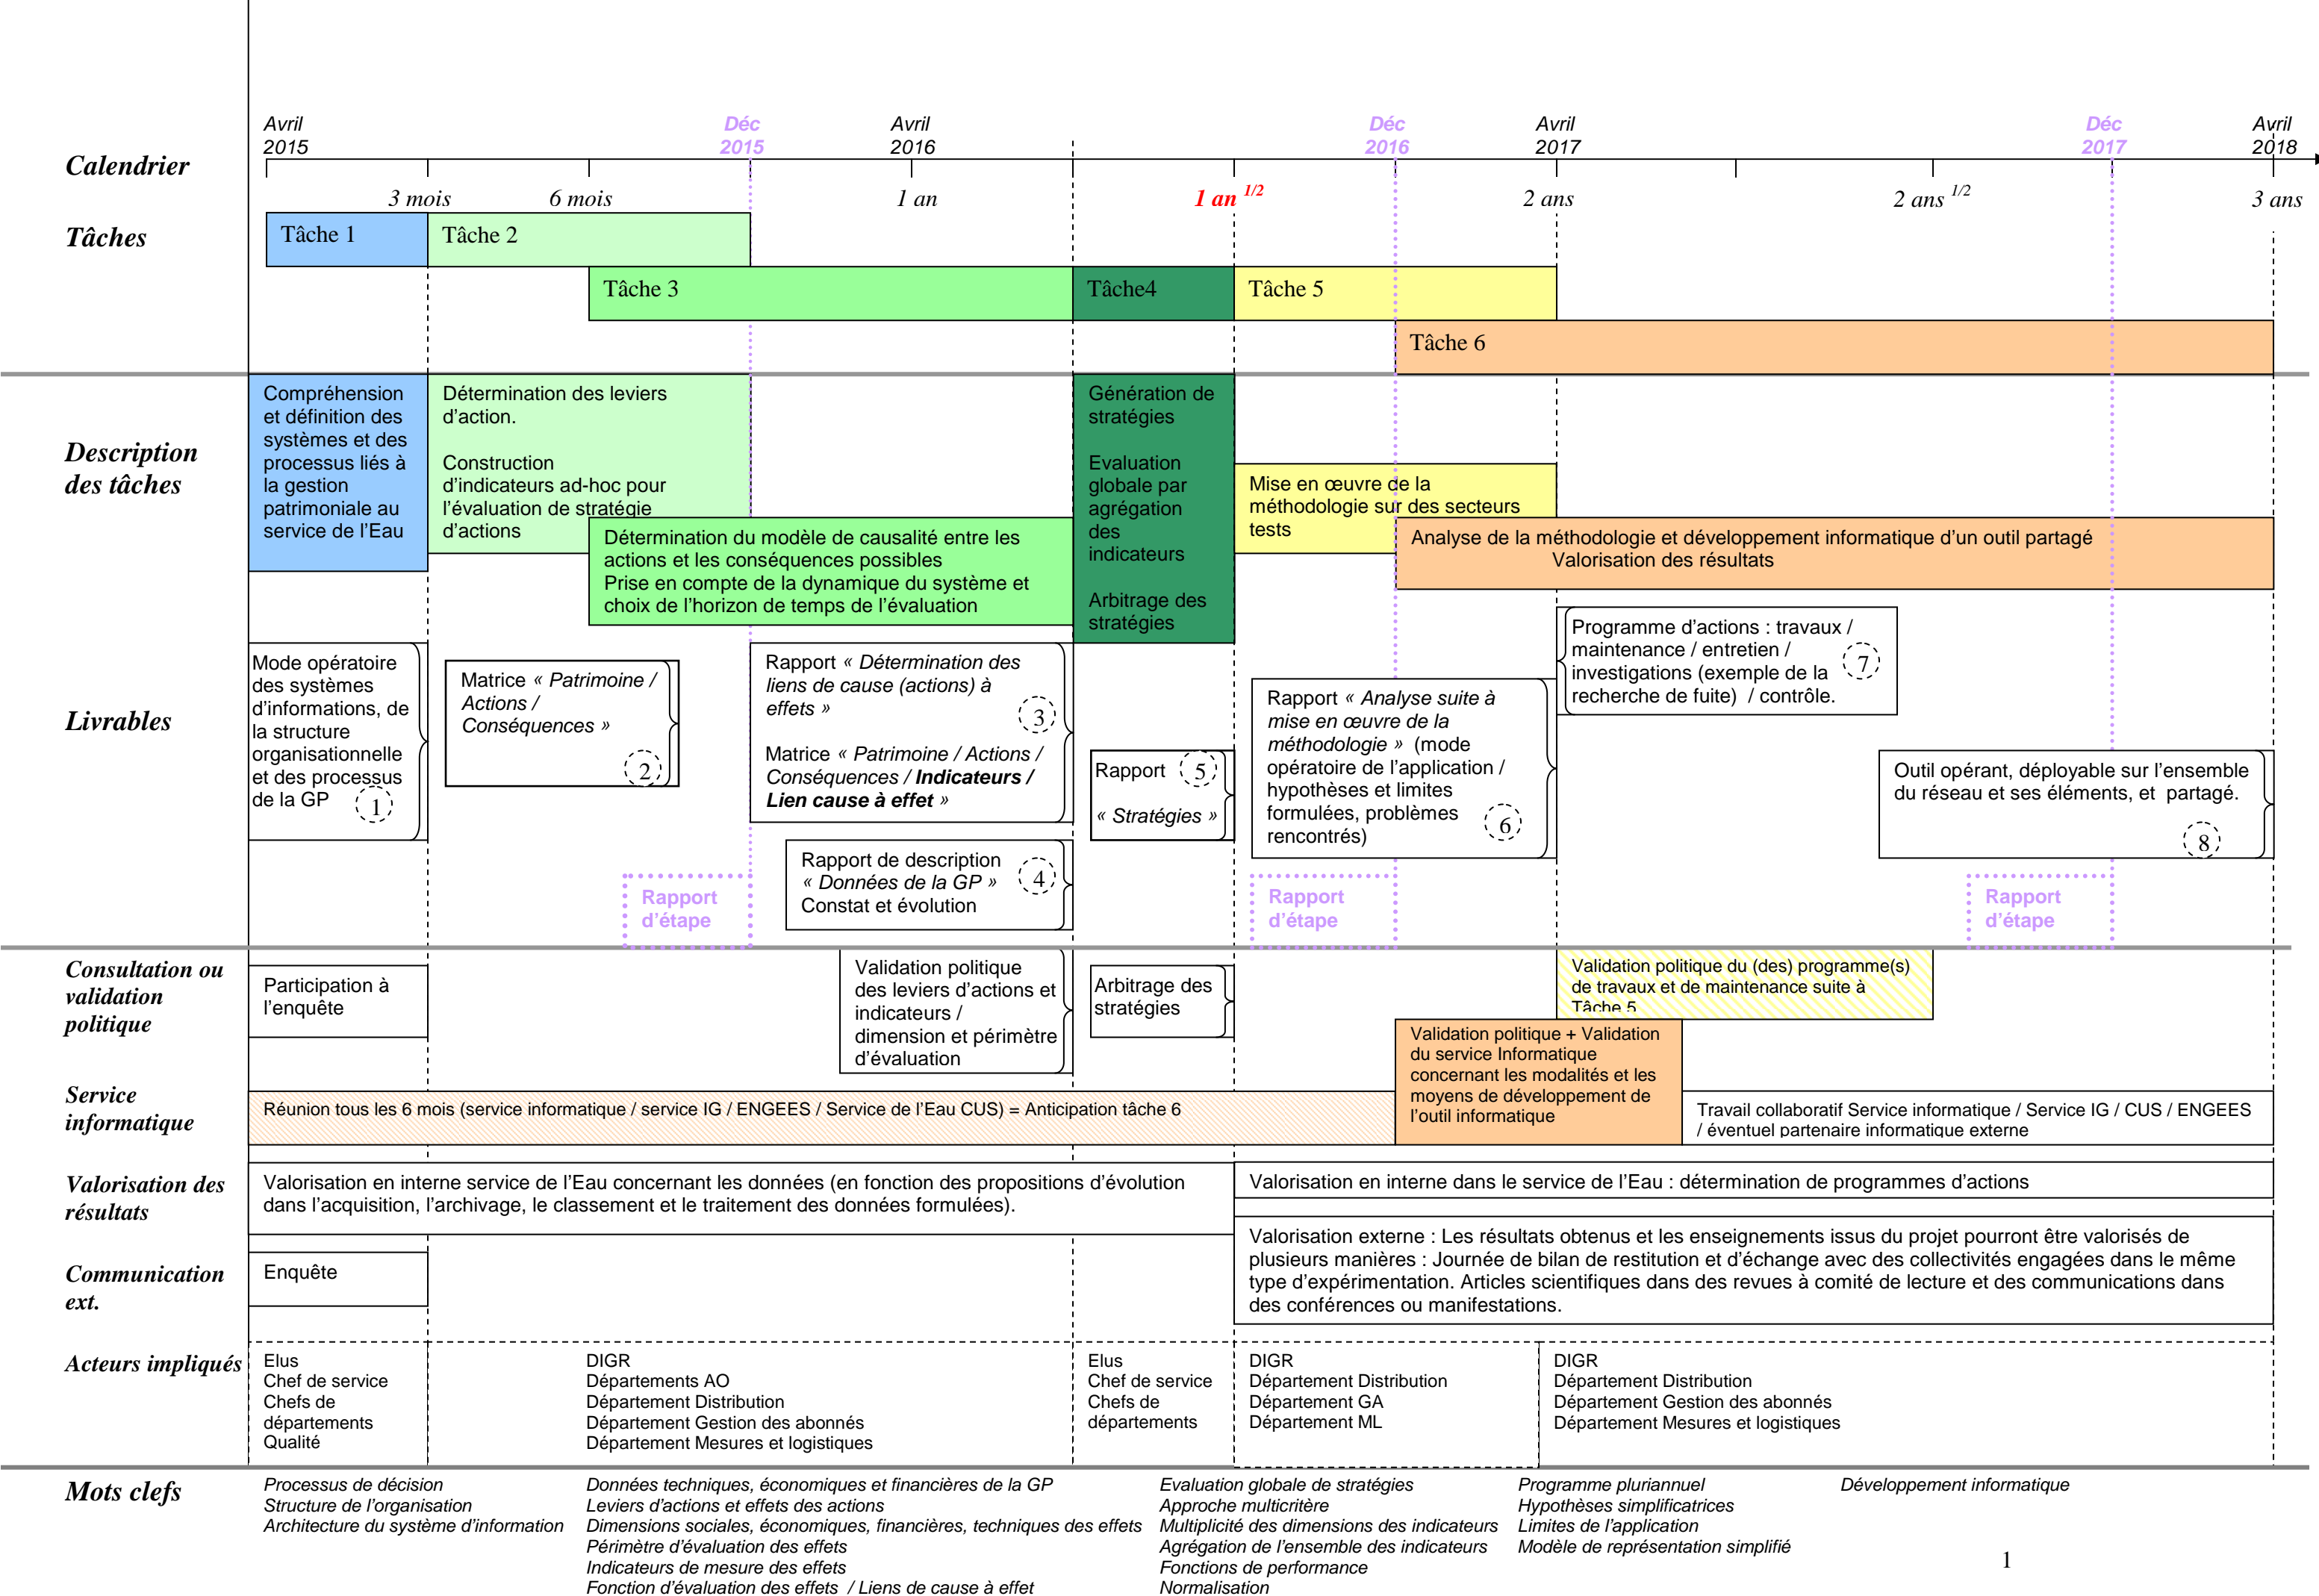 Avril
2015
Déc
2015
Avril
2016
Déc
2016
Avril
2017
Déc
2017
Avril
2018
Calendrier
3 mois
6 mois
1 an
1 an 1/2
2 ans
2 ans 1/2
3 ans
Tâches
Tâche 1
Tâche 2
Tâche 3
Tâche4
Tâche 5
Tâche 6
Description
des tâches
Compréhension
et définition des
systèmes et des
processus liés à
la gestion
patrimoniale au
service de l’Eau
Détermination des leviers
d’action.
Construction
d’indicateurs ad-hoc pour
l’évaluation de stratégie
d’actions
Détermination du modèle de causalité entre les
actions et les conséquences possibles
Prise en compte de la dynamique du système et
choix de l’horizon de temps de l’évaluation
Génération de
stratégies
Evaluation
globale par
agrégation
des
indicateurs
Arbitrage des
stratégies
Mise en œuvre de la
méthodologie sur des secteurs
tests
Analyse de la méthodologie et développement informatique d’un outil partagé
Valorisation des résultats
Livrables
Mode opératoire
des systèmes
d’informations, de
la structure
organisationnelle
et des processus
de la GP
1
Matrice « Patrimoine /
Actions /
Conséquences »
2
Rapport « Détermination des
liens de cause (actions) à
effets »
3
Matrice « Patrimoine / Actions /
Conséquences / Indicateurs /
Lien cause à effet »
Rapport de description
« Données de la GP »
Constat et évolution
4
Rapport
5
« Stratégies »
Rapport « Analyse suite à
mise en œuvre de la
méthodologie » (mode
opératoire de l’application /
hypothèses et limites
formulées, problèmes
rencontrés)
6
Programme d’actions : travaux /
maintenance / entretien /
investigations (exemple de la
recherche de fuite) / contrôle.
7
Outil opérant, déployable sur l’ensemble
du réseau et ses éléments, et partagé.
8
Rapport
d’étape
Rapport
d’étape
Rapport
d’étape
Consultation ou
validation
politique
Participation à
l’enquête
Validation politique
des leviers d’actions et
indicateurs /
dimension et périmètre
d’évaluation
Arbitrage des
stratégies
Validation politique du (des) programme(s)
de travaux et de maintenance suite à
Tâche 5
Validation politique + Validation
du service Informatique
concernant les modalités et les
moyens de développement de
l’outil informatique
Service
informatique
Réunion tous les 6 mois (service informatique / service IG / ENGEES / Service de l’Eau CUS) = Anticipation tâche 6
Travail collaboratif Service informatique / Service IG / CUS / ENGEES
/ éventuel partenaire informatique externe
Valorisation des
résultats
Valorisation en interne service de l’Eau concernant les données (en fonction des propositions d’évolution
dans l’acquisition, l’archivage, le classement et le traitement des données formulées).
Valorisation en interne dans le service de l’Eau : détermination de programmes d’actions
Valorisation externe : Les résultats obtenus et les enseignements issus du projet pourront être valorisés de
plusieurs manières : Journée de bilan de restitution et d’échange avec des collectivités engagées dans le même
type d’expérimentation. Articles scientifiques dans des revues à comité de lecture et des communications dans
des conférences ou manifestations.
Communication
ext.
Enquête
Acteurs impliqués
Elus
Chef de service
Chefs de
départements
Qualité
DIGR
Départements AO
Département Distribution
Département Gestion des abonnés
Département Mesures et logistiques
Elus
Chef de service
Chefs de
départements
DIGR
Département Distribution
Département GA
Département ML
DIGR
Département Distribution
Département Gestion des abonnés
Département Mesures et logistiques
Mots clefs
Processus de décision
Structure de l’organisation
Architecture du système d’information
Données techniques, économiques et financières de la GP
Leviers d’actions et effets des actions
Dimensions sociales, économiques, financières, techniques des effets
Périmètre d’évaluation des effets
Indicateurs de mesure des effets
Fonction d’évaluation des effets / Liens de cause à effet
Evaluation globale de stratégies
Approche multicritère
Multiplicité des dimensions des indicateurs
Agrégation de l’ensemble des indicateurs
Fonctions de performance
Normalisation
Programme pluriannuel
Hypothèses simplificatrices
Limites de l’application
Modèle de représentation simplifié
Développement informatique
1